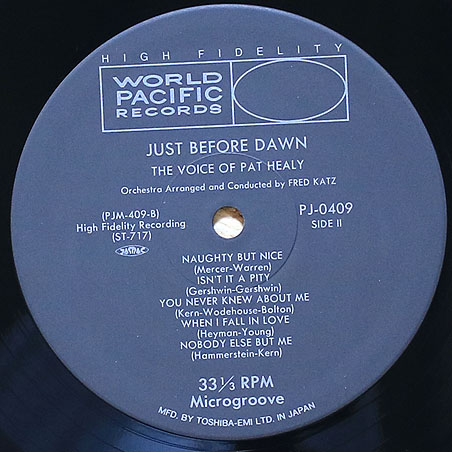 HIGH FIDELITY
WORLD
PACIFIC
RECORDS
JUST BEFORE DAWN
THE VOICE OF PAT HEALY
Orchestra Arranged and Conducted by FRED KATZ
(PJM-409-B)
High Fidelity Recording
(ST-717)
JASRAC
PJ-0409
SIDE II
NAUGHTY BUT NICE
(Mercer-Warren)
ISN'T IT A PITY
(Gershwin-Gershwin)
YOU NEVER KNEW ABOUT ME
(Kern-Wodehouse-Bolton)
WHEN I FALL IN LOVE
(Heyman-Young)
NOBODY ELSE BUT ME
(Hammerstein-Kern)
33⅓ RPM
Microgroove
MFD. BY TOSHIBA-EMI LTD. IN JAPAN